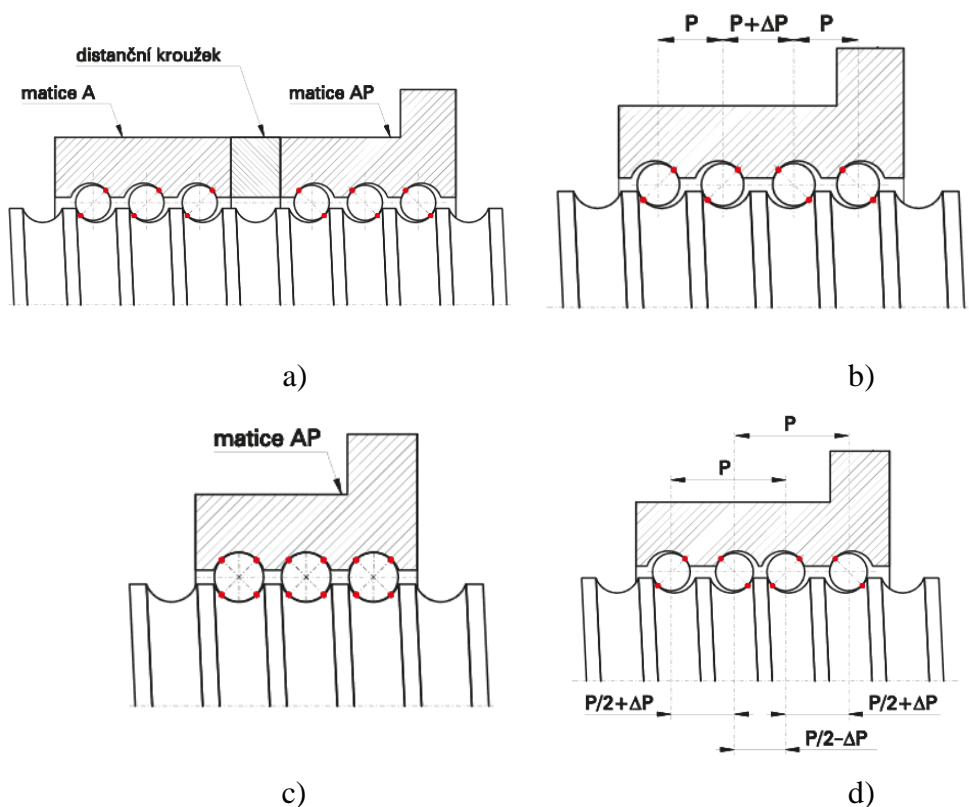 distanční kroužek
matice A
matice AP
P
P+ΔP
P
a)
b)
matice AP
P
P
P/2+ΔP
P/2+ΔP
P/2-ΔP
c)
d)